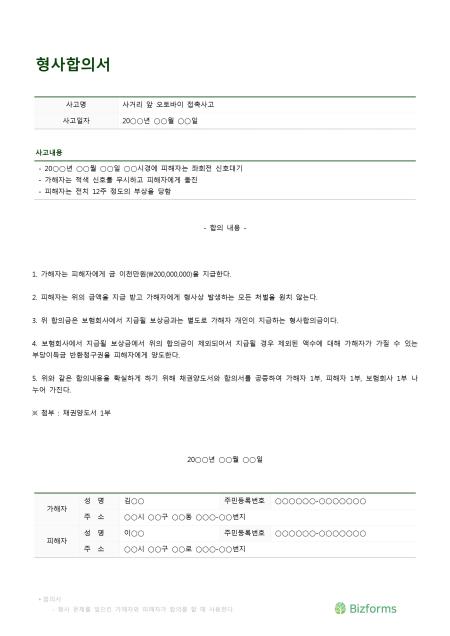 형사합의서
사고명 사거리 앞 오토바이 접촉사고
사고일자 20○○년 ○○월 ○○일
사고내용
- 20○○년 ○○월 ○○일 ○○시경에 피해자는 좌회전 신호대기
- 가해자는 적색 신호를 무시하고 피해자에게 돌진
- 피해자는 전치 12주 정도의 부상을 당함
- 합의 내용 -
1. 가해자는 피해자에게 금 이천만원(₩200,000,000)을 지급한다.
2. 피해자는 위의 금액을 지급 받고 가해자에게 형사상 발생하는 모든 처벌을 원치 않는다.
3. 위 합의금은 보험회사에서 지급될 보상금과는 별도로 가해자 개인이 지급하는 형사합의금이다.
4. 보험회사에서 지급될 보상금에서 위의 합의금이 제외되어서 지급될 경우 제외된 액수에 대해 가해자가 가질 수 있는
부당이득금 반환청구권을 피해자에게 양도한다.
5. 위와 같은 합의내용을 확실하게 하기 위해 채권양도서와 합의서를 공증하여 가해자 1부, 피해자 1부, 보험회사 1부 나
누어 가진다.
※ 첨부 : 채권양도서 1부
20○○년 ○○월 ○○일
가해자 성 명 김○○ 주민등록번호 ○○○○○○-○○○○○○○
주 소 ○○시 ○○구 ○○동 ○○○-○○번지
피해자 성 명 이○○ 주민등록번호 ○○○○○○-○○○○○○○
주 소 ○○시 ○○구 ○○로 ○○○-○○번지
• 합의서
- 형사 문제를 일으킨 가해자와 피해자가 합의를 할 때 사용한다.
Bizforms